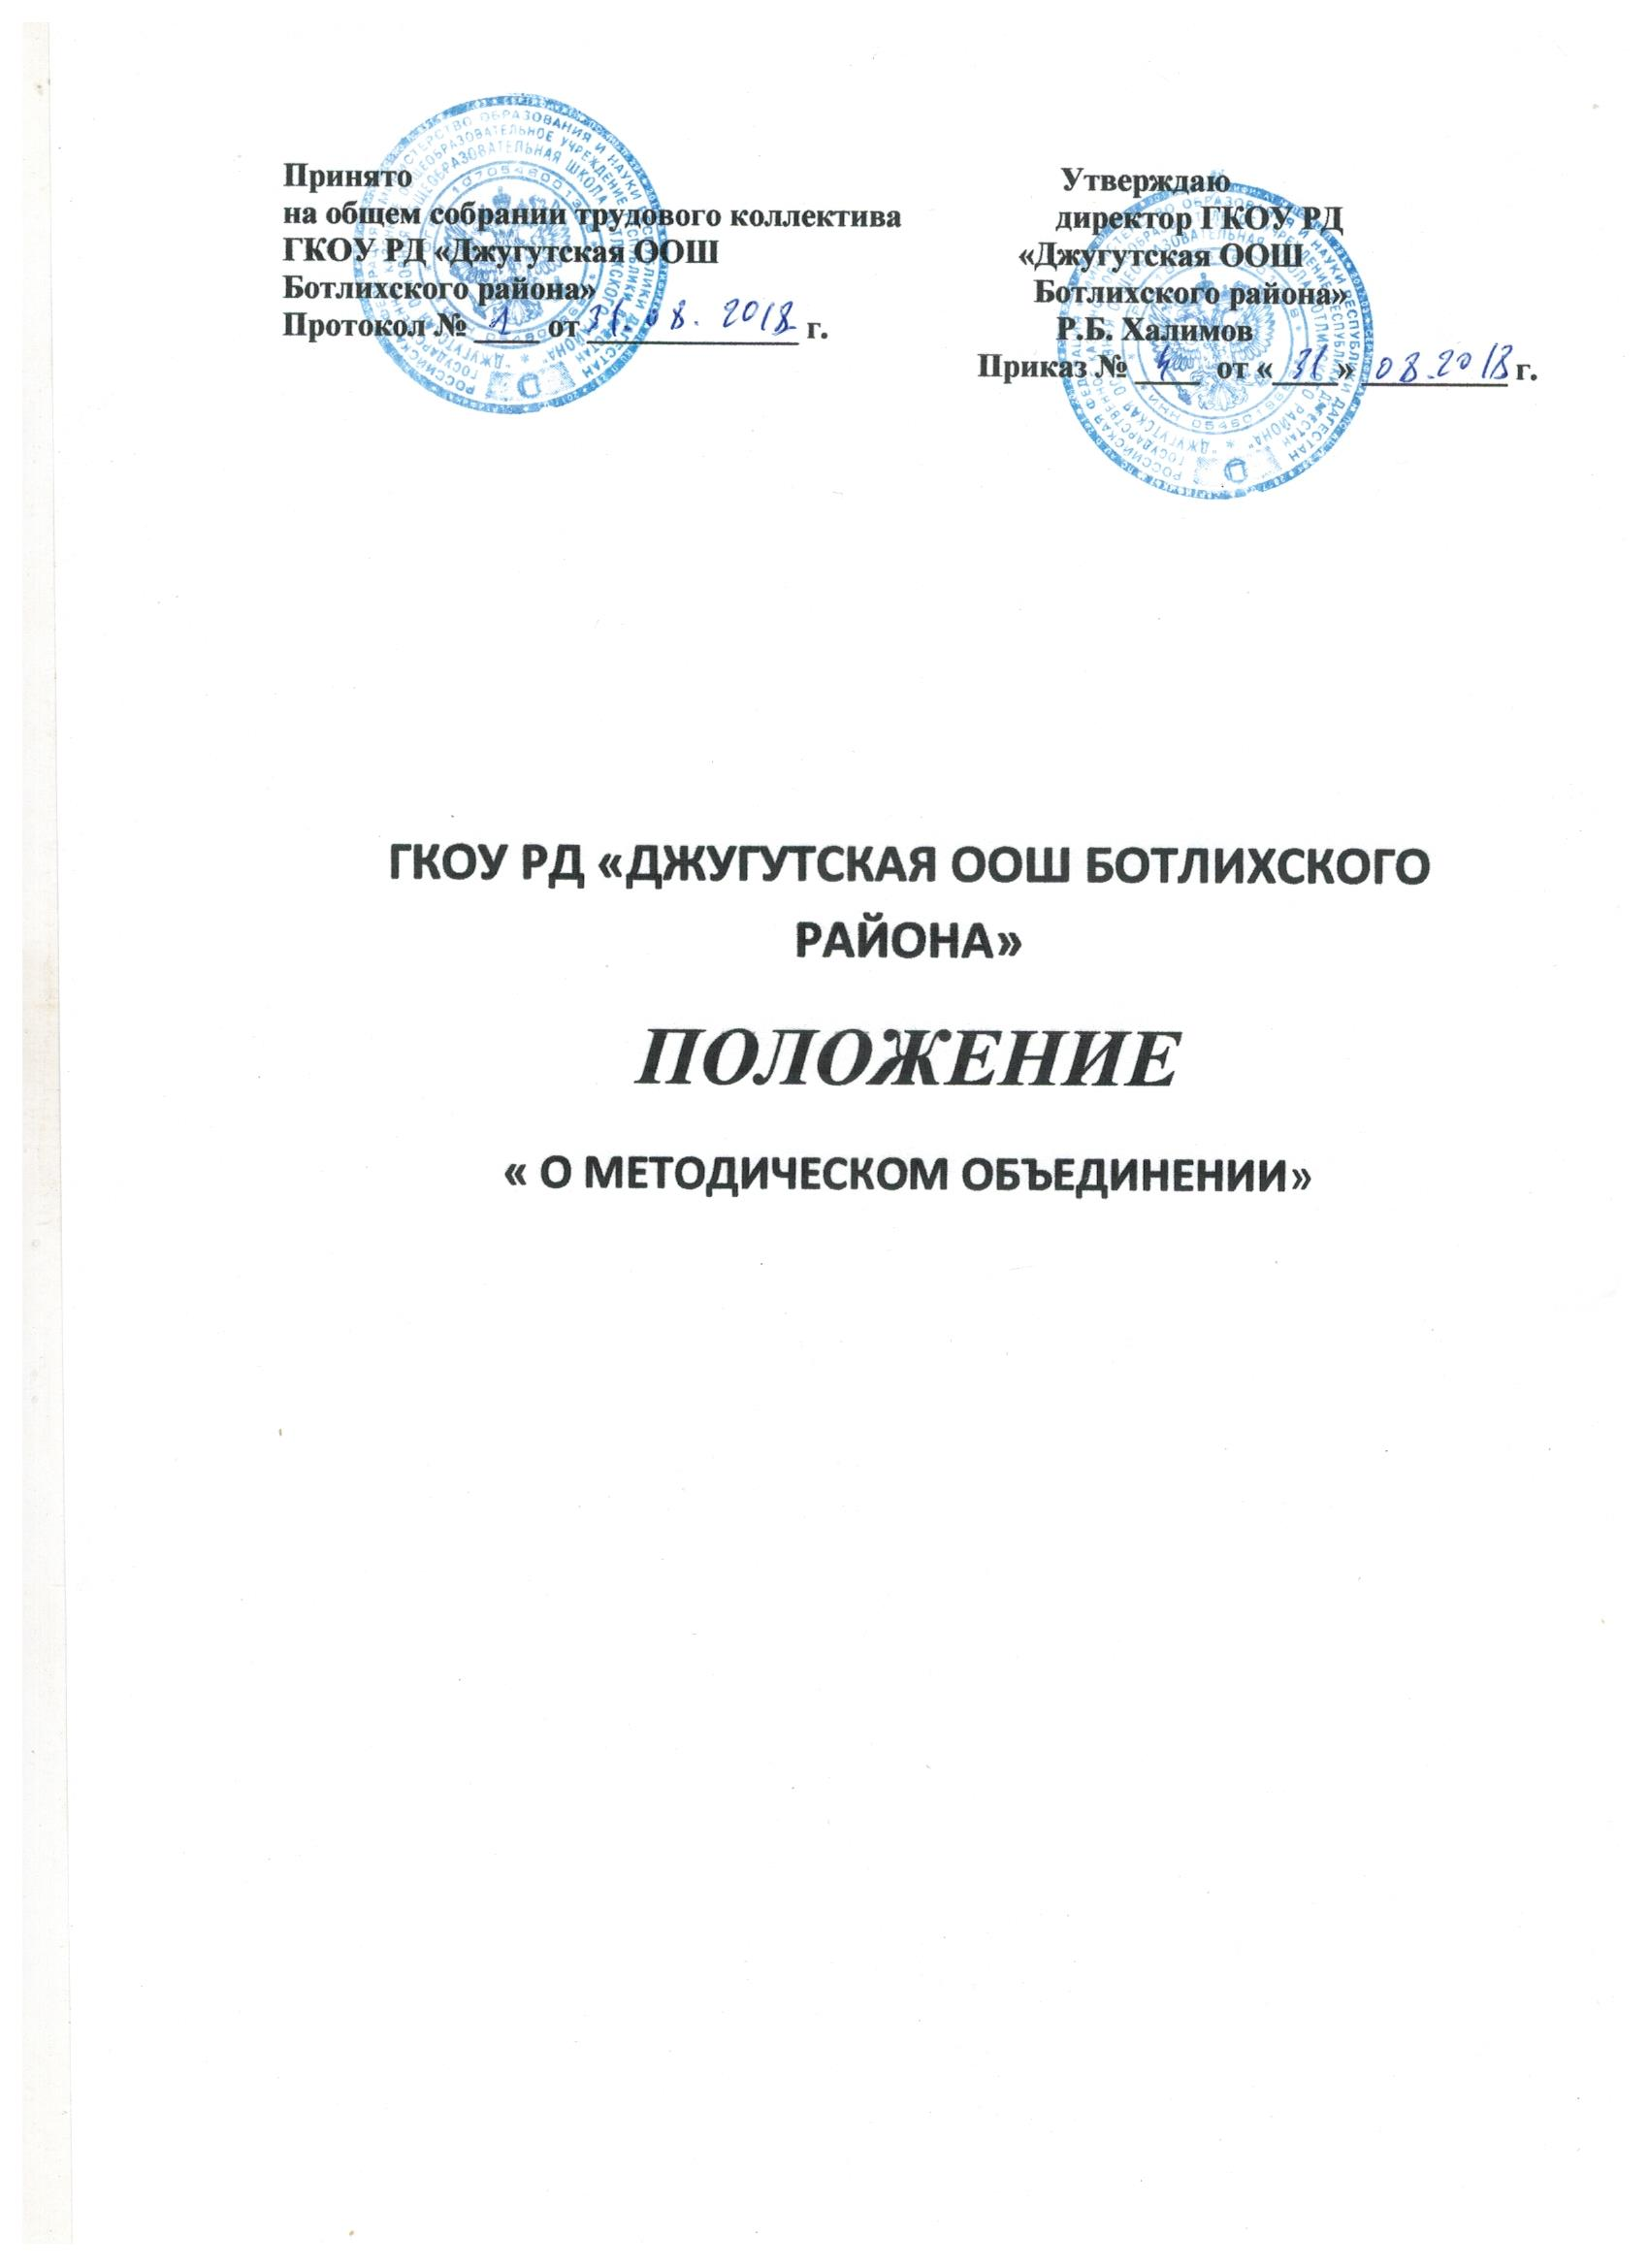 Принято
на общем собрании трудового коллектива
ГКОУ РД «Джугутская ООШ
Ботлихского района»
Протокол № 1 от 31.08.2018 г.
Утверждаю
директор ГКОУ РД
«Джугутская ООШ
Ботлихского района»
Р.Б. Халимов
Приказ № 4 от «31» 08.2018 г.
ГКОУ РД «ДЖУГУТСКАЯ ООШ БОТЛИХСКОГО
РАЙОНА»
ПОЛОЖЕНИЕ
« О МЕТОДИЧЕСКОМ ОБЪЕДИНЕНИИ»